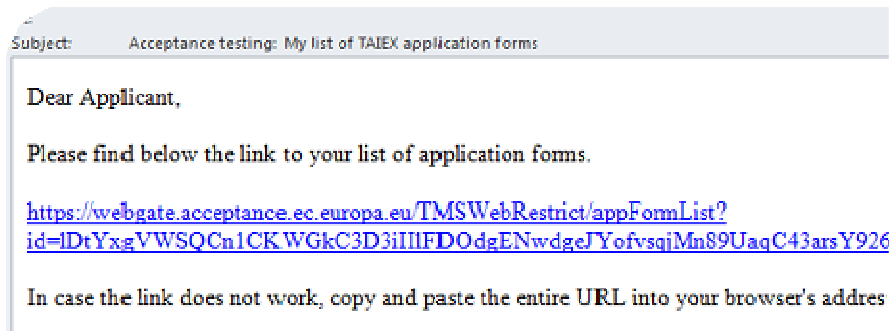 Subject: Acceptance testing: My list of TAIEX application forms
Dear Applicant,
Please find below the link to your list of application forms.
https://webgate.acceptance.ec.europa.eu/TMSWebRestrict/appFormList?
In case the link does not work, copy and paste the entire URL into your browser's addres